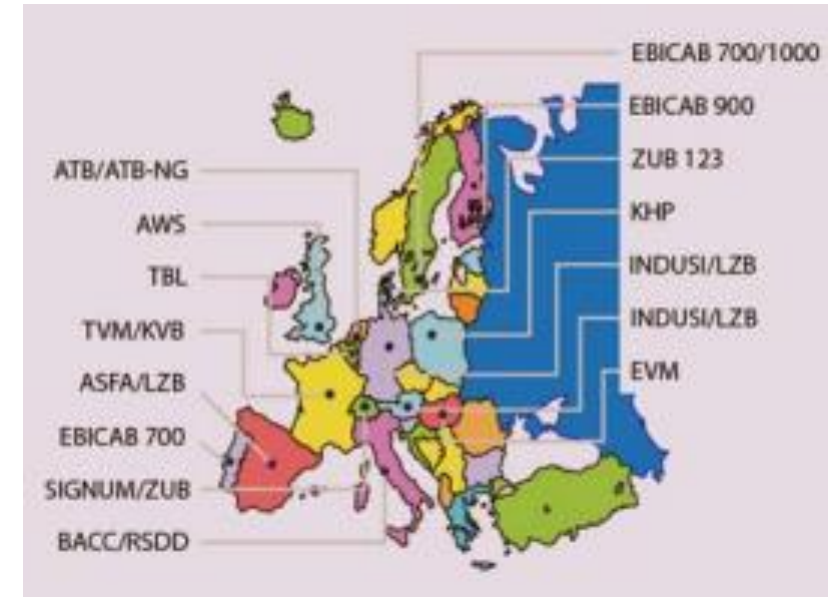 ATB/ATB-NG
AWS
TBL
TVM/KVB
ASFA/LZB
EBICAB 700
SIGNUM/ZUB
BACC/RSDD
EBICAB 700/1000
EBICAB 900
ZUB 123
KHP
INDUSI/LZB
INDUSI/LZB
EVM